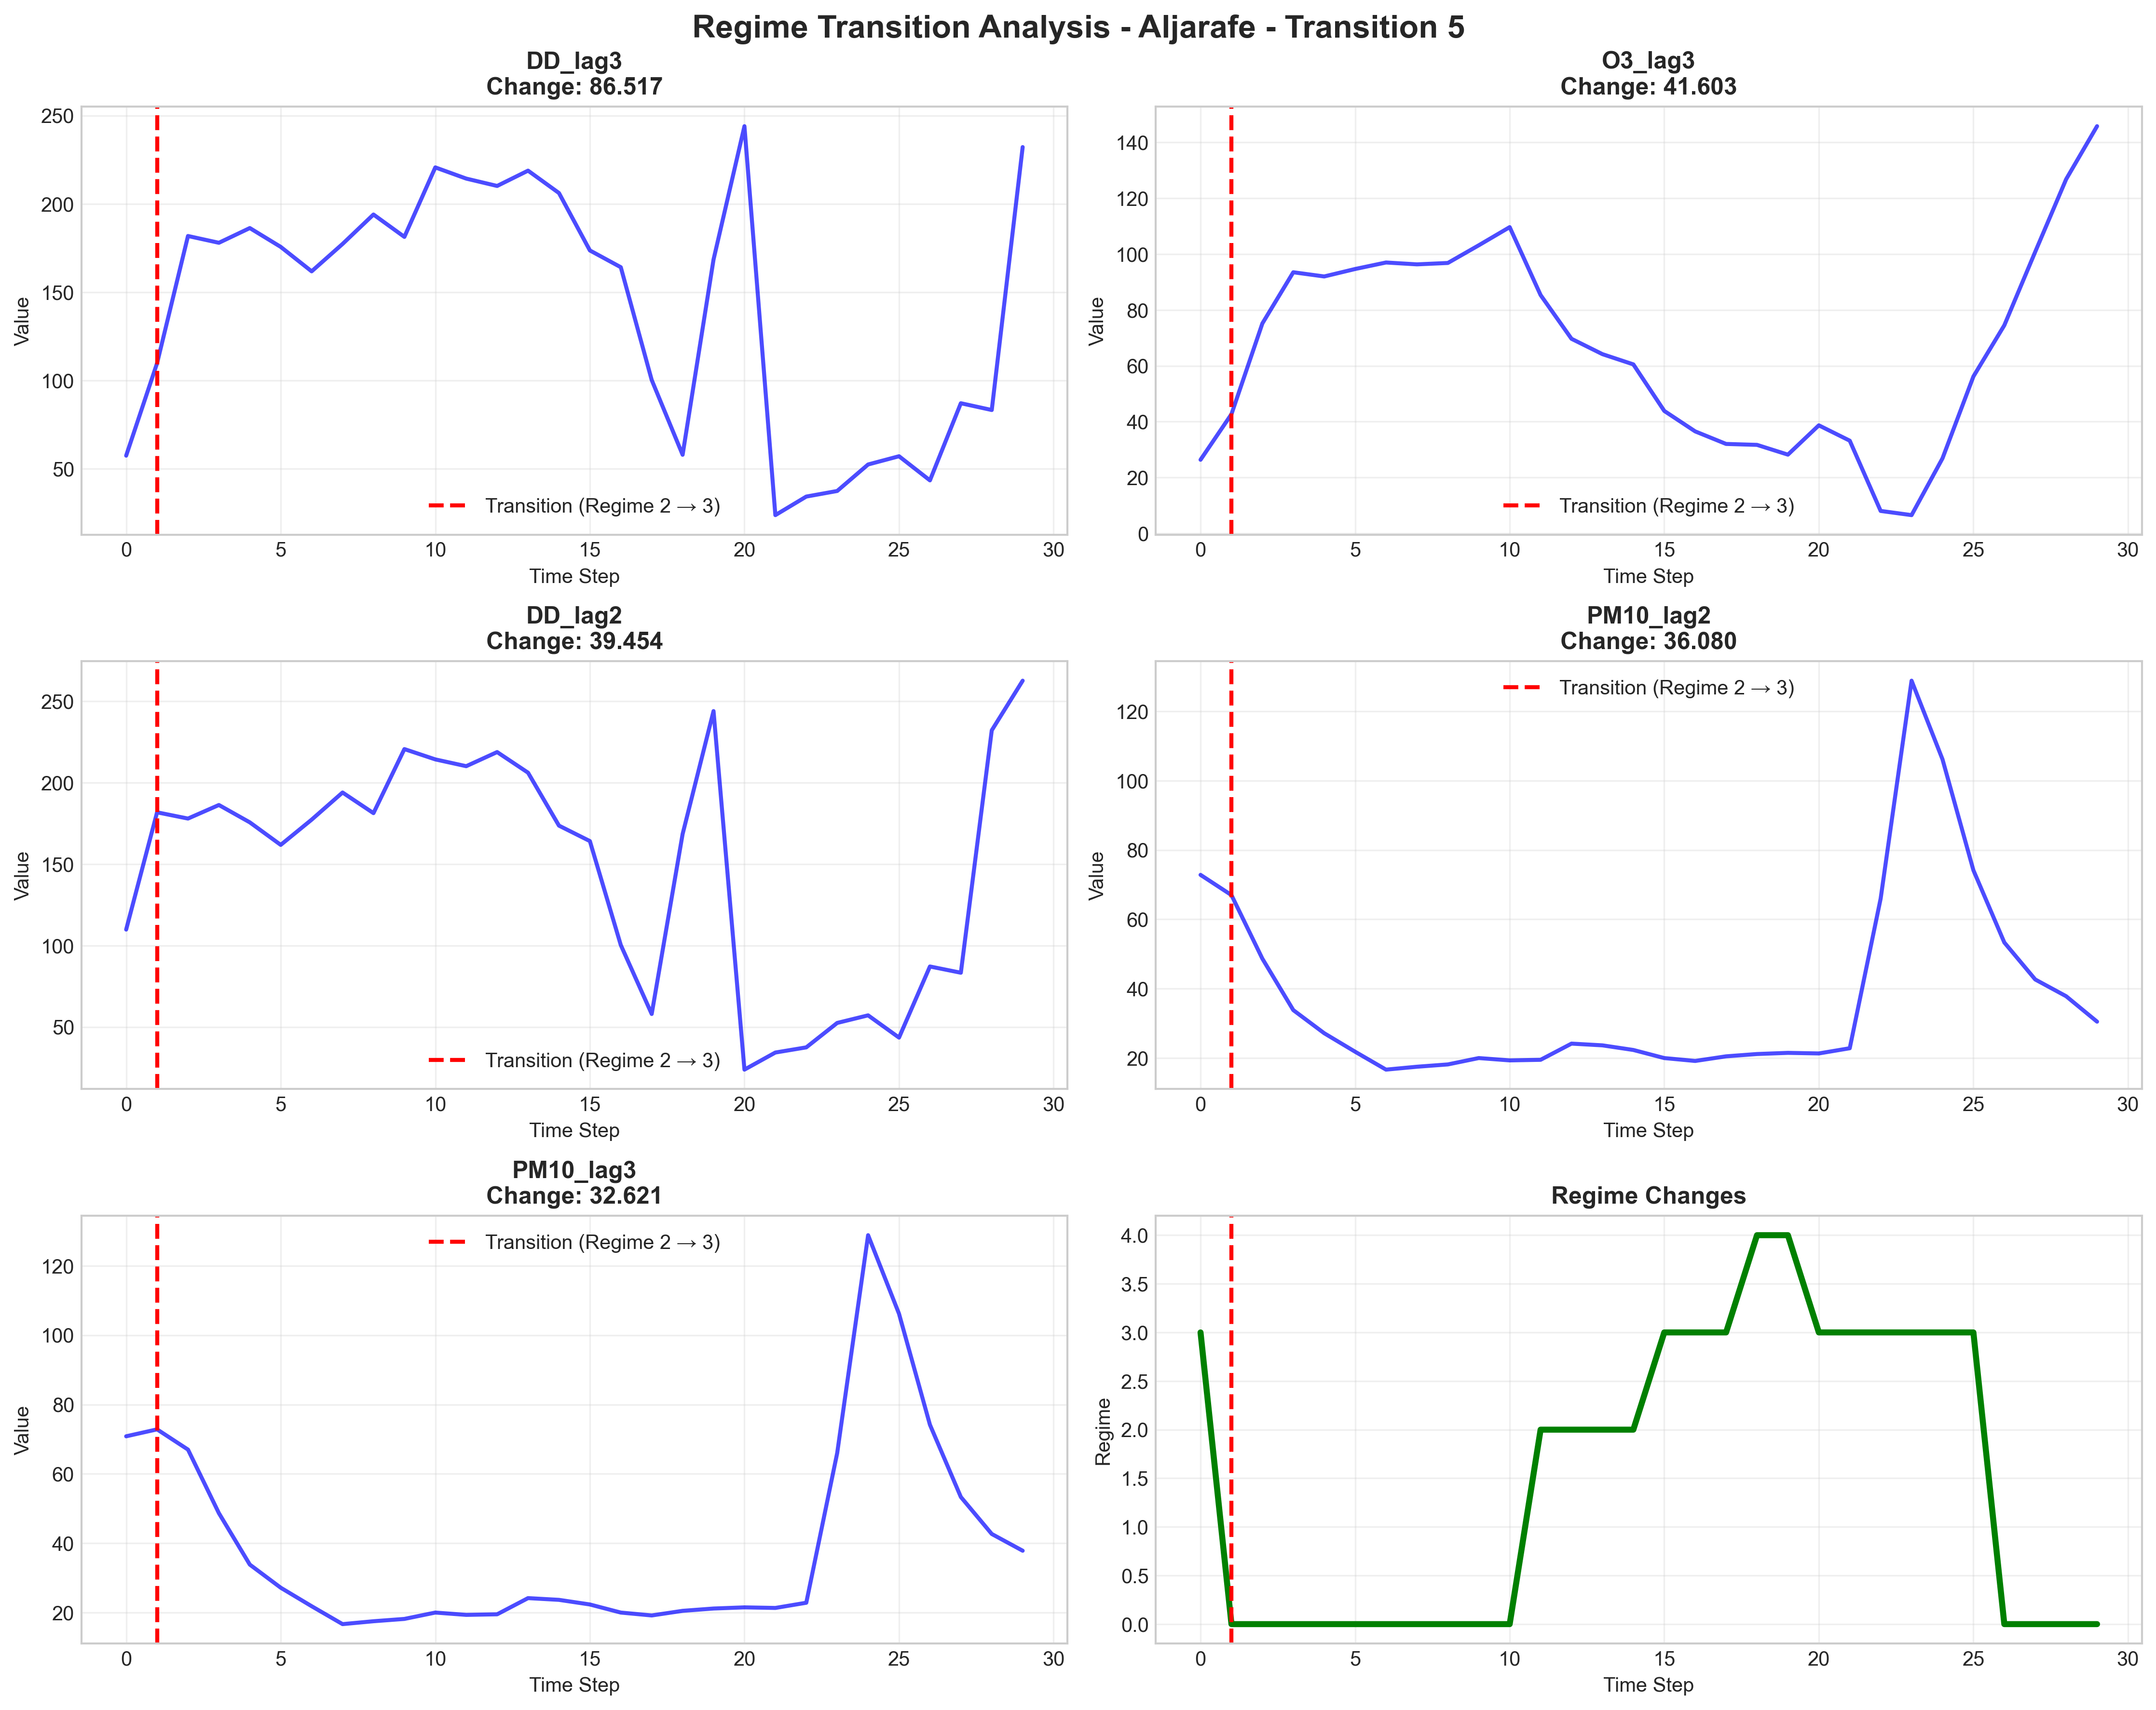 Regime Transition Analysis - Aljarafe - Transition 5
DD_lag3
Change: 86.517
250
200
150
100
50
Value
0 5 10 15 20 25 30
Time Step
Transition (Regime 2 → 3)
O3_lag3
Change: 41.603
140
120
100
80
60
40
20
0
Value
0 5 10 15 20 25 30
Time Step
Transition (Regime 2 → 3)
DD_lag2
Change: 39.454
250
200
150
100
50
Value
0 5 10 15 20 25 30
Time Step
Transition (Regime 2 → 3)
PM10_lag2
Change: 36.080
120
100
80
60
40
20
Value
0 5 10 15 20 25 30
Time Step
Transition (Regime 2 → 3)
PM10_lag3
Change: 32.621
120
100
80
60
40
20
Value
0 5 10 15 20 25 30
Time Step
Transition (Regime 2 → 3)
Regime Changes
4.0
3.5
3.0
2.5
2.0
1.5
1.0
0.5
0.0
Regime
0 5 10 15 20 25 30
Time Step